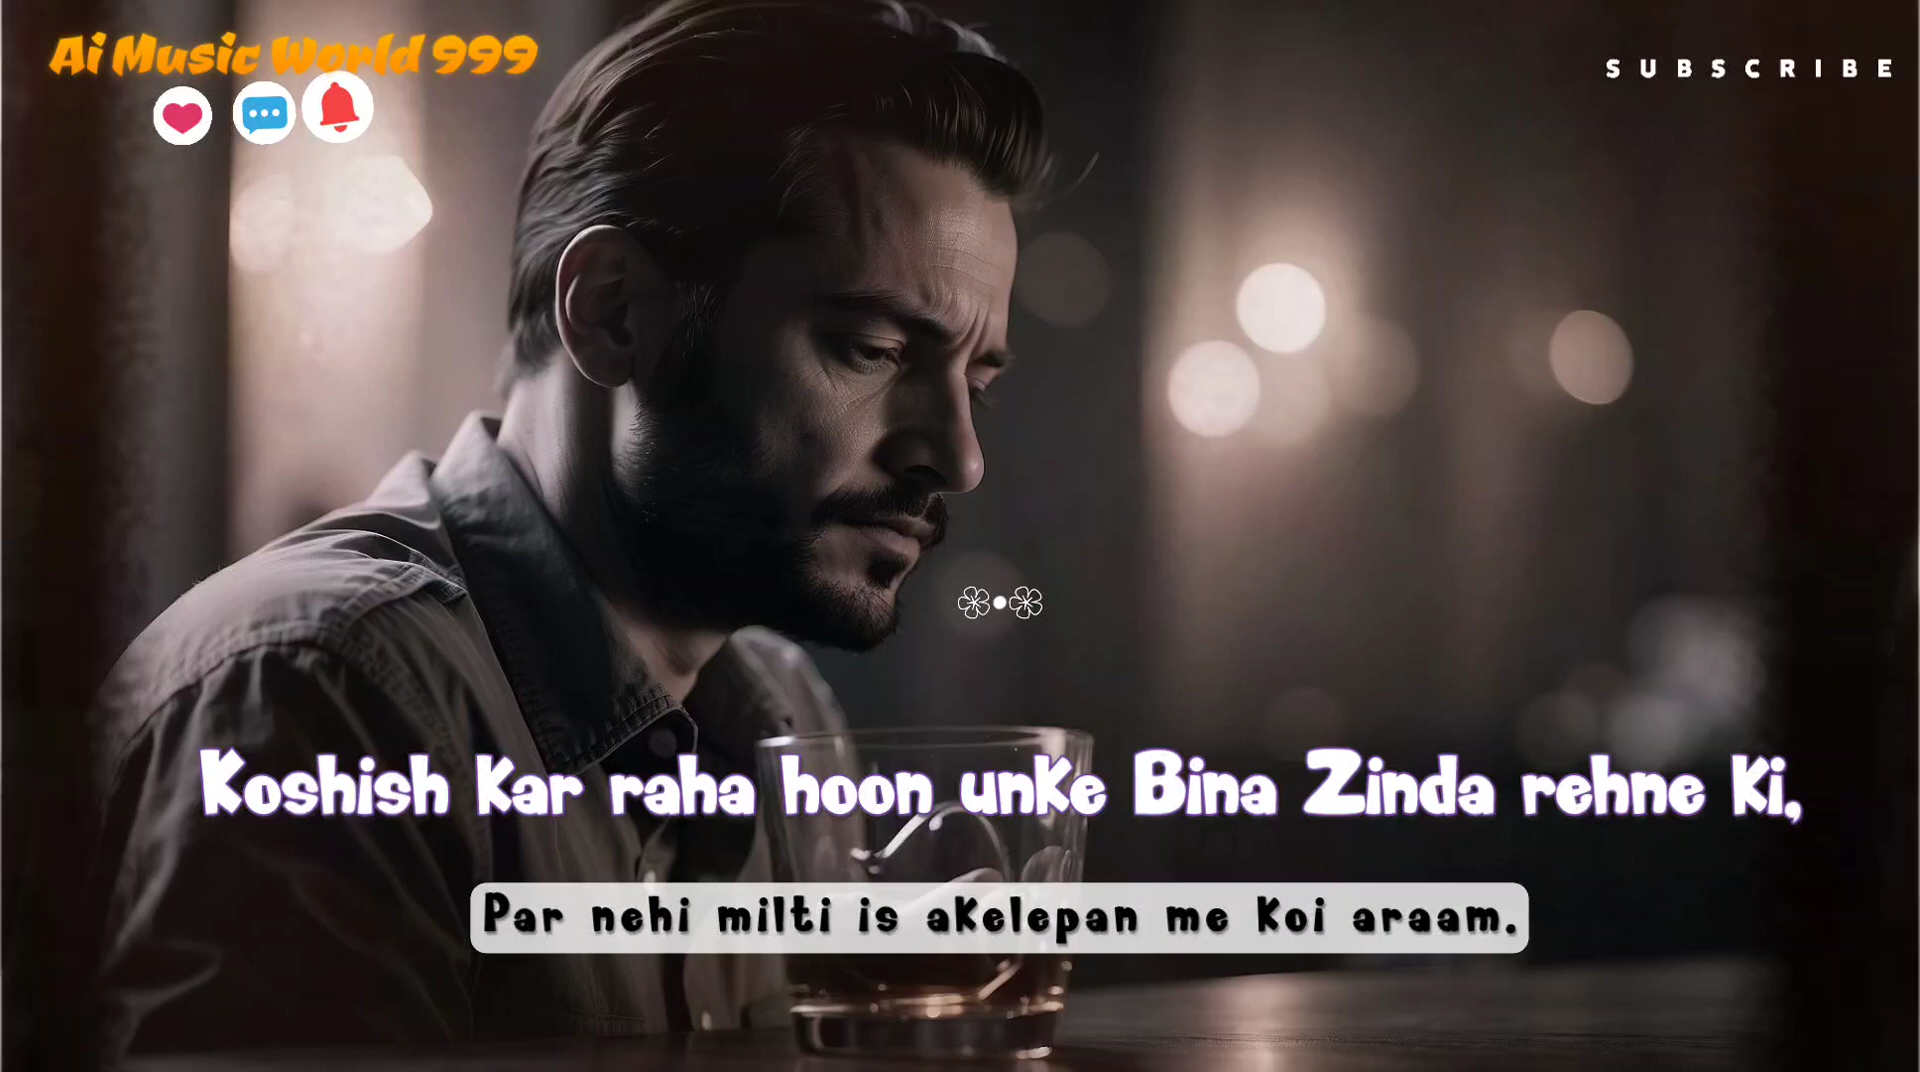 Ai Music World 999
SUBSCRIBE
Koshish Kar raha hoon unke Bina Zinda rehne Ki,
Par nehi milti is akelepan me Koi araam.